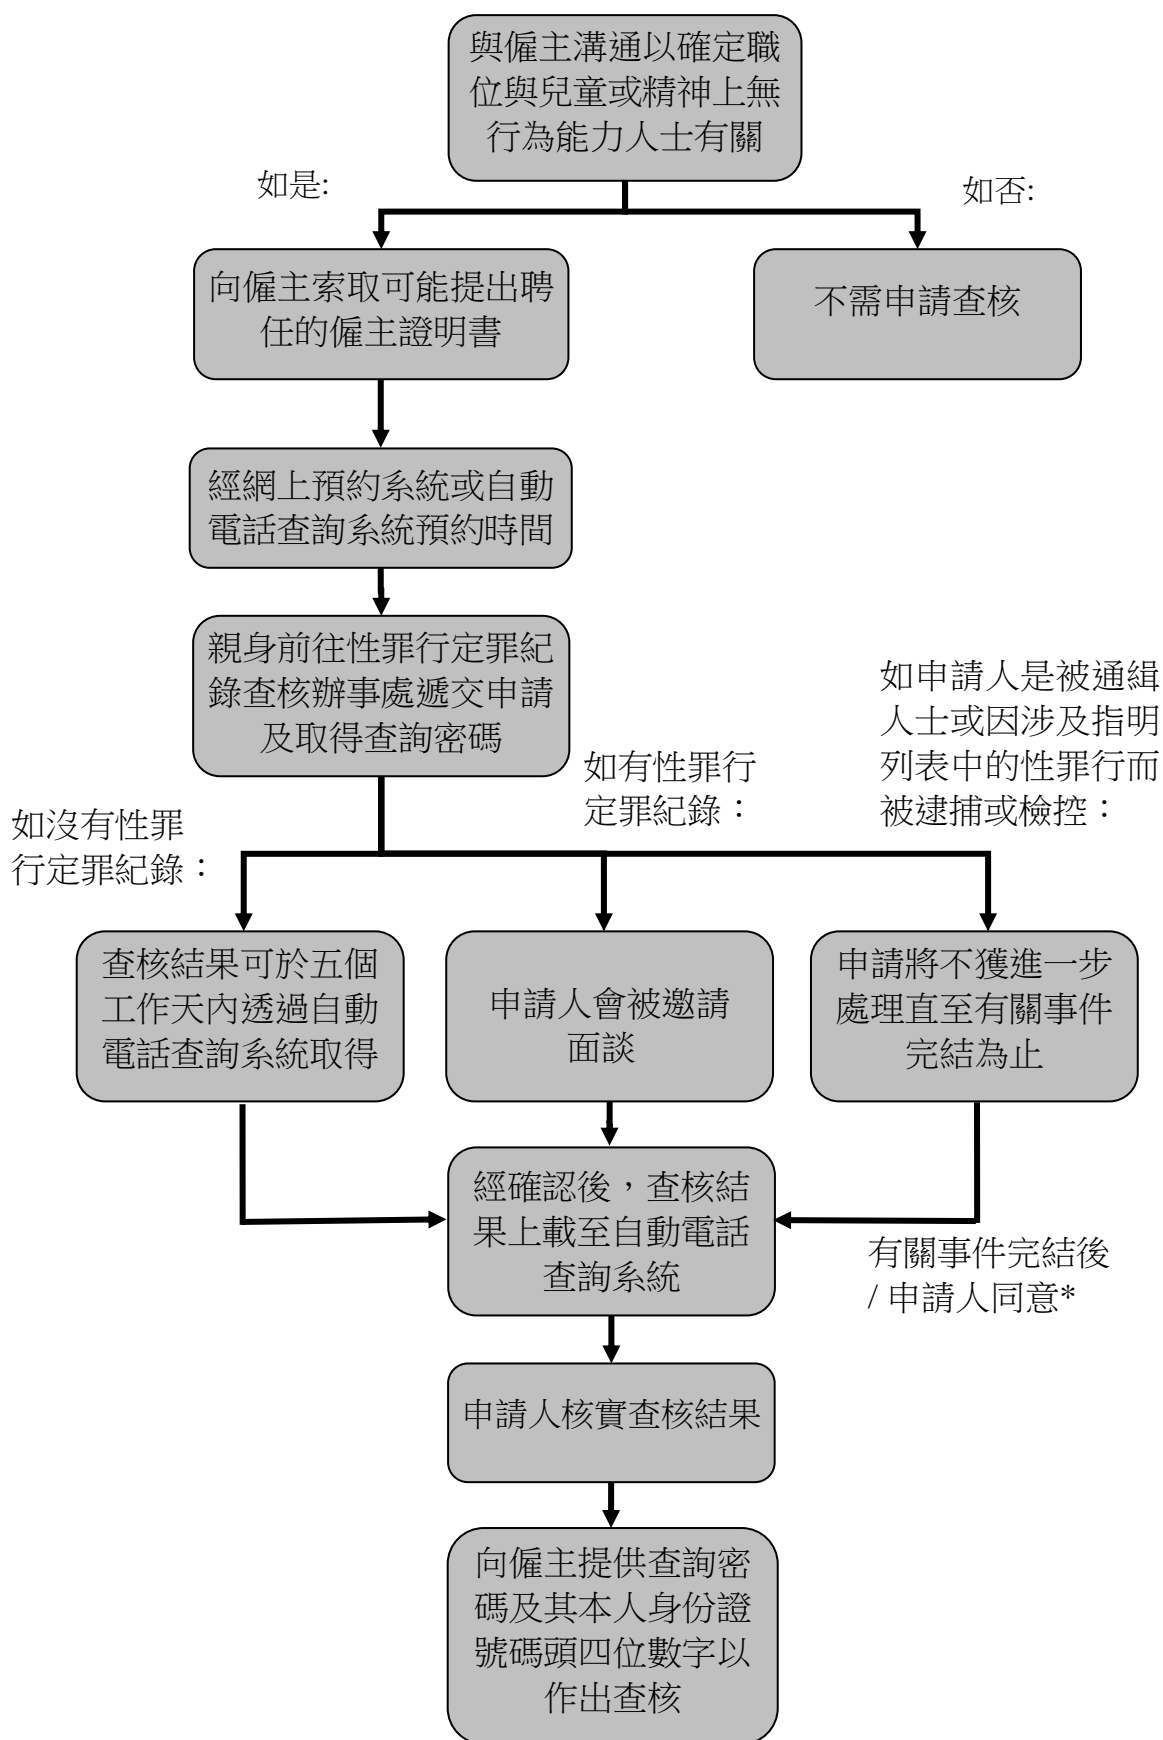 與僱主溝通以確定職
位與兒童或精神上無
行為能力人士有關
如是:
如否:
向僱主索取可能提出聘
任的僱主證明書
不需申請查核
經網上預約系統或自動
電話查詢系統預約時間
親身前往性罪行定罪紀
錄查核辦事處遞交申請
及取得查詢密碼
如沒有性罪
行定罪紀錄：
如有性罪行
定罪紀錄：
如申請人是被通緝
人士或因涉及指明
列表中的性罪行而
被逮捕或檢控：
查核結果可於五個
工作天內透過自動
電話查詢系統取得
申請人會被邀請
面談
申請將不獲進一步
處理直至有關事件
完結為止
經確認後，查核結
果上載至自動電話
查詢系統
有關事件完結後
/ 申請人同意*
申請人核實查核結果
向僱主提供查詢密
碼及其本人身份證
號碼頭四位數字以
作出查核